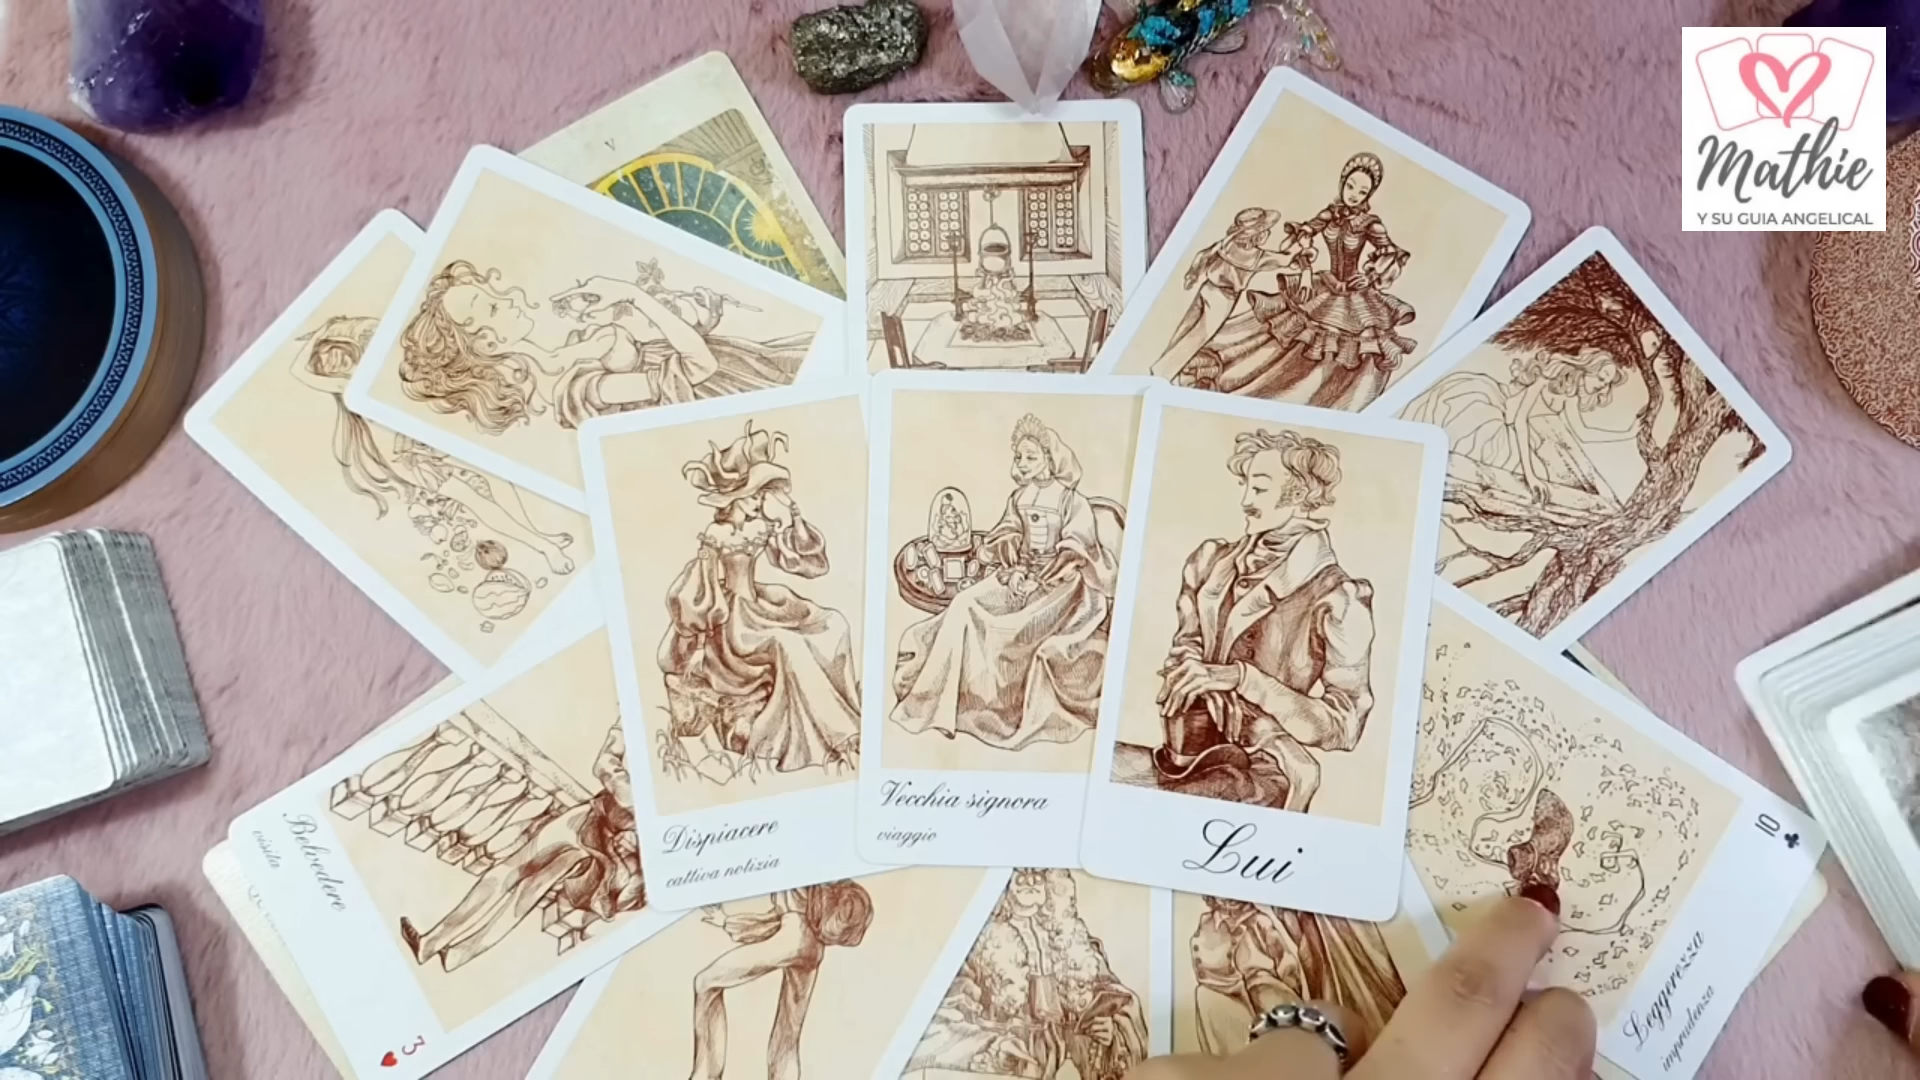 Mathie
Y SU GUIA ANGELICAL
V
Dispiacere
cattiva notizia
Vecchia signora
viaggio
Lui
Belvedere
visita
3
10
Leggerezza
imprudenza